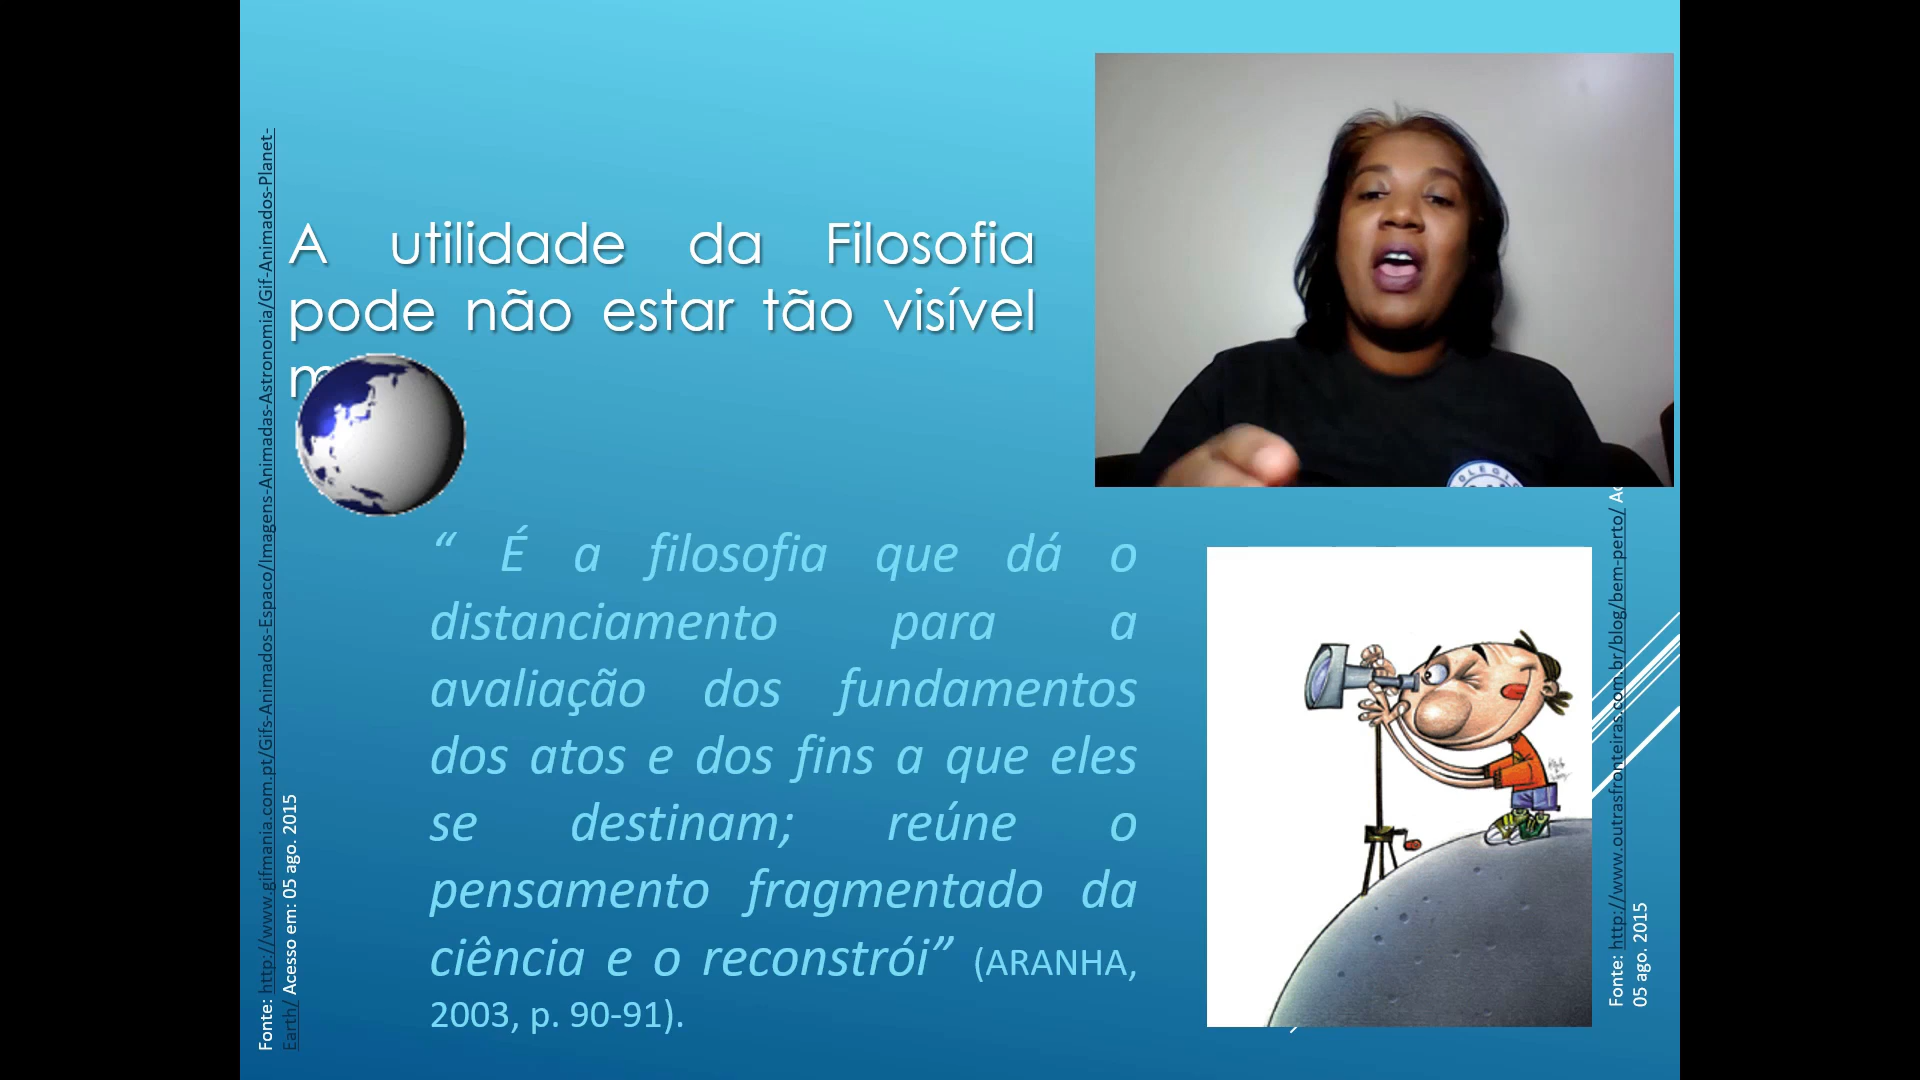 A utilidade da Filosofia
pode não estar tão visível
“ É a filosofia que dá o
distanciamento para a
avaliação dos fundamentos
dos atos e dos fins a que eles
se destinam; reúne o
pensamento fragmentado da
ciência e o reconstrói” (ARANHA,
2003, p. 90-91).
Fonte: http://www.gifmania.com.pt/Gifs-Animados-Espaco/Imagens-Animadas-Astronomia/Gif-Animados-Planet-
Earth/ Acesso em: 05 ago. 2015
Fonte: http://www.outrasfronteiras.com.br/blog/bem-perto/
05 ago. 2015